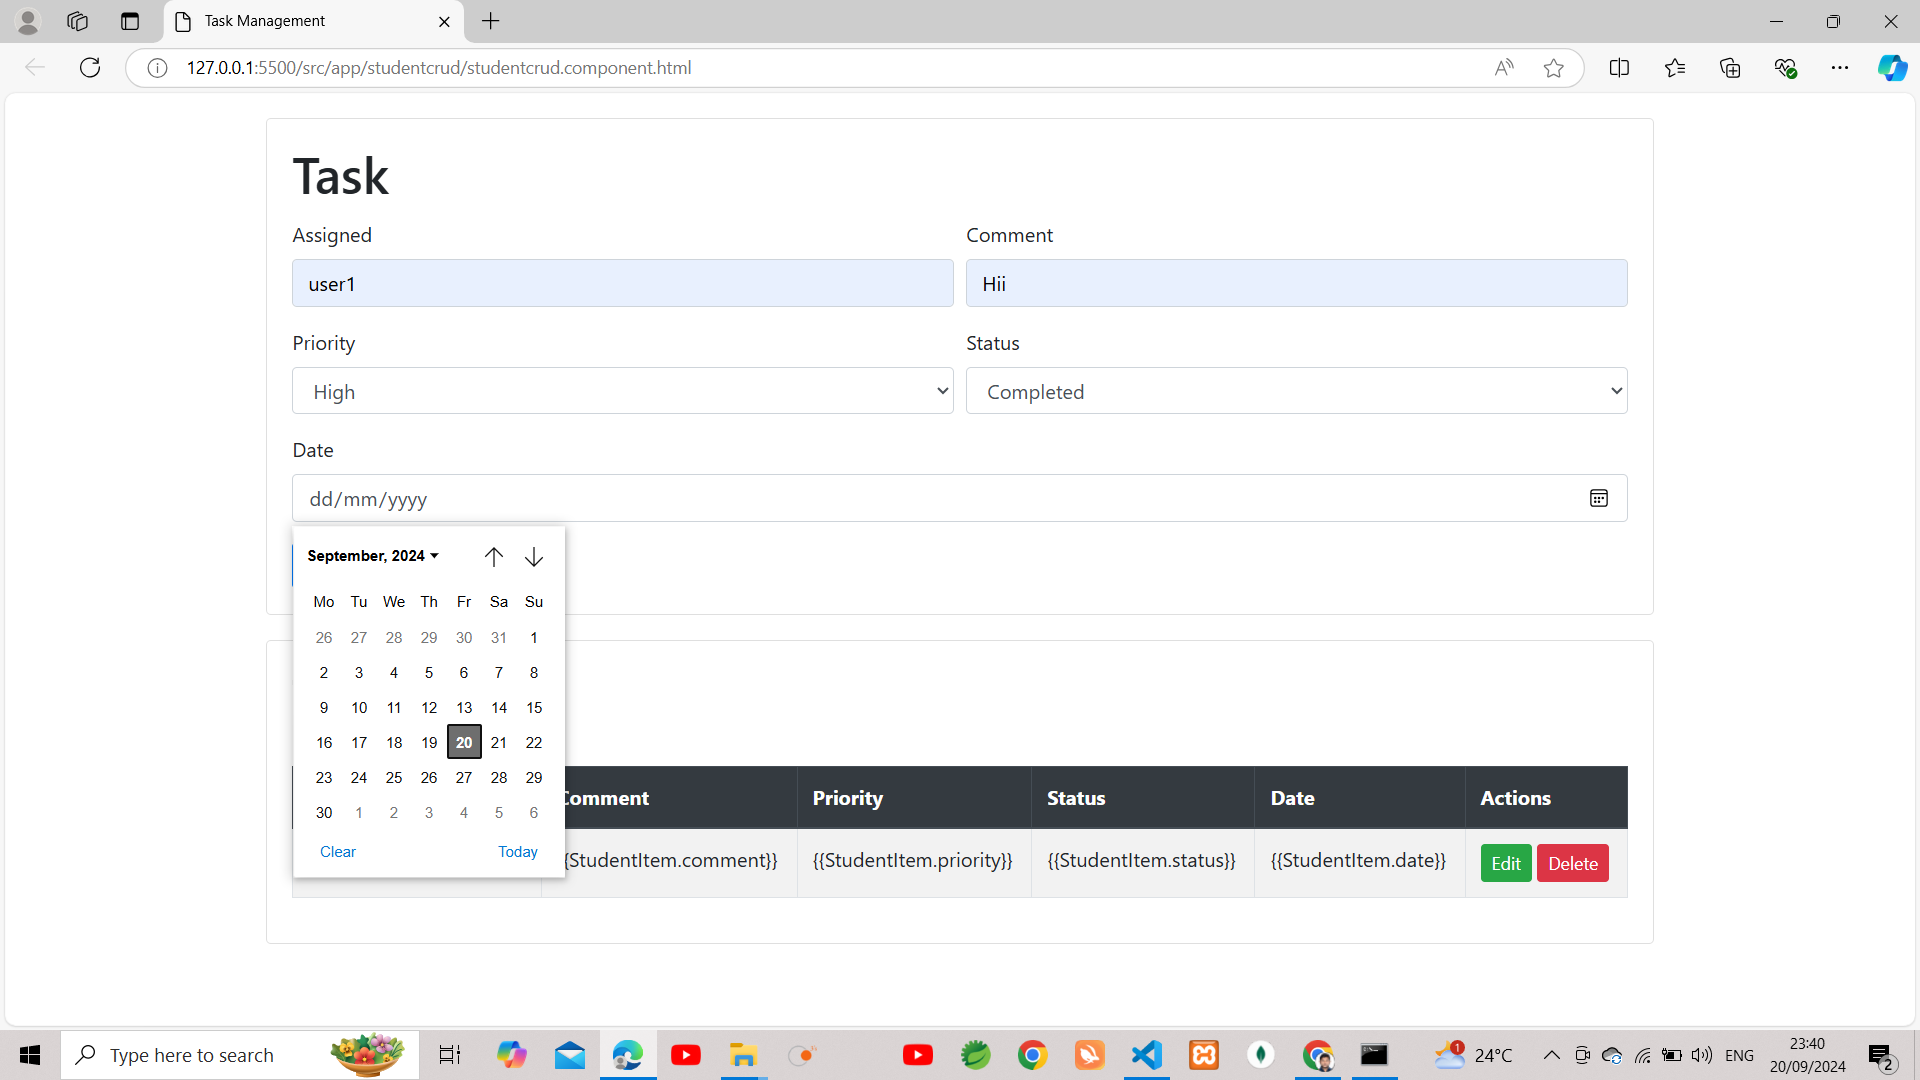 Task Management
127.0.0.1:5500/src/app/studentcrud/studentcrud.component.html
Task
Assigned
Comment
user1
Hii
Priority
Status
High
Completed
Date
dd/mm/yyyy
September, 2024
Mo Tu We Th Fr Sa Su
26 27 28 29 30 31 1
2 3 4 5 6 7 8
9 10 11 12 13 14 15
16 17 18 19 20 21 22
23 24 25 26 27 28 29
30 1 2 3 4 5 6
Clear Today
Comment Priority Status Date Actions
{StudentItem.comment}} {{StudentItem.priority}} {{StudentItem.status}} {{StudentItem.date}} Edit Delete
Type here to search
1
24°C
ENG
23:40
20/09/2024
2